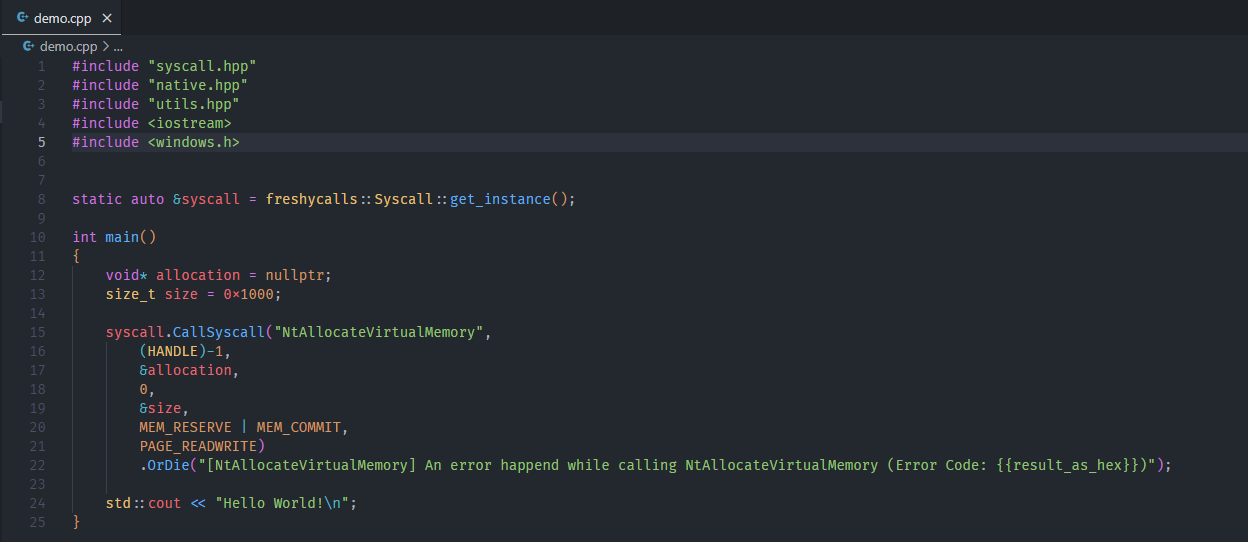 demo.cpp ×
demo.cpp > ...
1 #include "syscall.hpp"
2 #include "native.hpp"
3 #include "utils.hpp"
4 #include <iostream>
5 #include <windows.h>
6
7
8 static auto &syscall = freshycalls::Syscall::get_instance();
9
10 int main()
11 {
12     void* allocation = nullptr;
13     size_t size = 0x1000;
14
15     syscall.CallSyscall("NtAllocateVirtualMemory",
16         (HANDLE)-1,
17         &allocation,
18         0,
19         &size,
20         MEM_RESERVE | MEM_COMMIT,
21         PAGE_READWRITE)
22         .OrDie("[NtAllocateVirtualMemory] An error happend while calling NtAllocateVirtualMemory (Error Code: {{result_as_hex}})");
23
24     std::cout << "Hello World!\n";
25 }